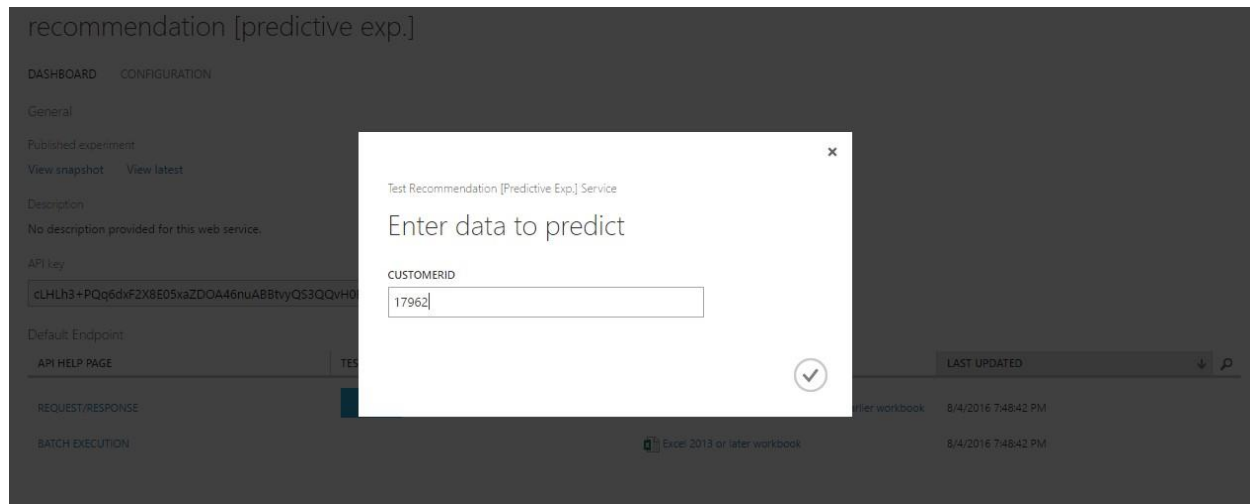 recommendation [predictive exp.]
DASHBOARD CONFIGURATION
General
Published experiment
View snapshot View latest
Description
No description provided for this web service.
API key
Default Endpoint
API HELP PAGE LAST UPDATED
REQUEST/RESPONSE workbook 8/4/2016 7:48:42 PM
BATCH EXECUTION Excel 2013 or later workbook 8/4/2016 7:48:42 PM
×
Test Recommendation [Predictive Exp.] Service
Enter data to predict
CUSTOMERID
17962